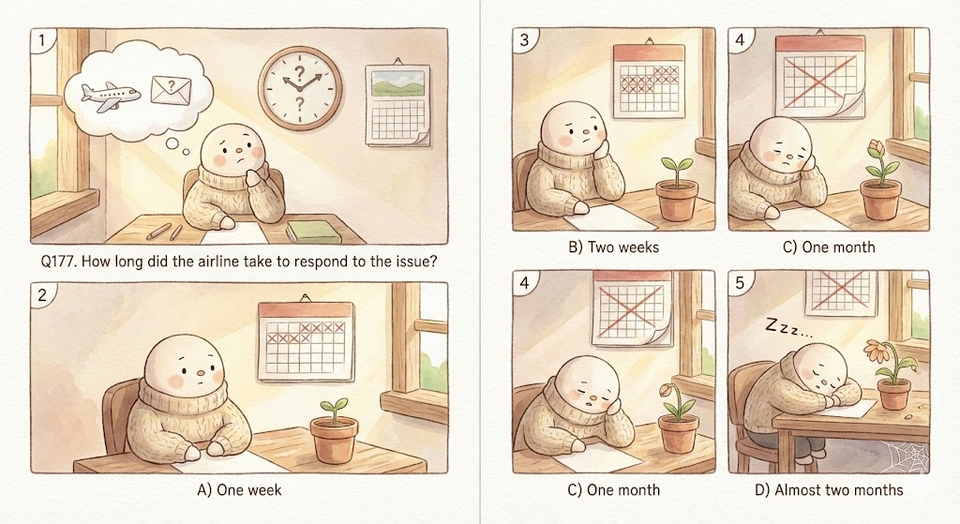 1
?
?
?
Q177. How long did the airline take to respond to the issue?
2
A) One week
3
B) Two weeks
4
C) One month
4
C) One month
5
Zzz...
D) Almost two months